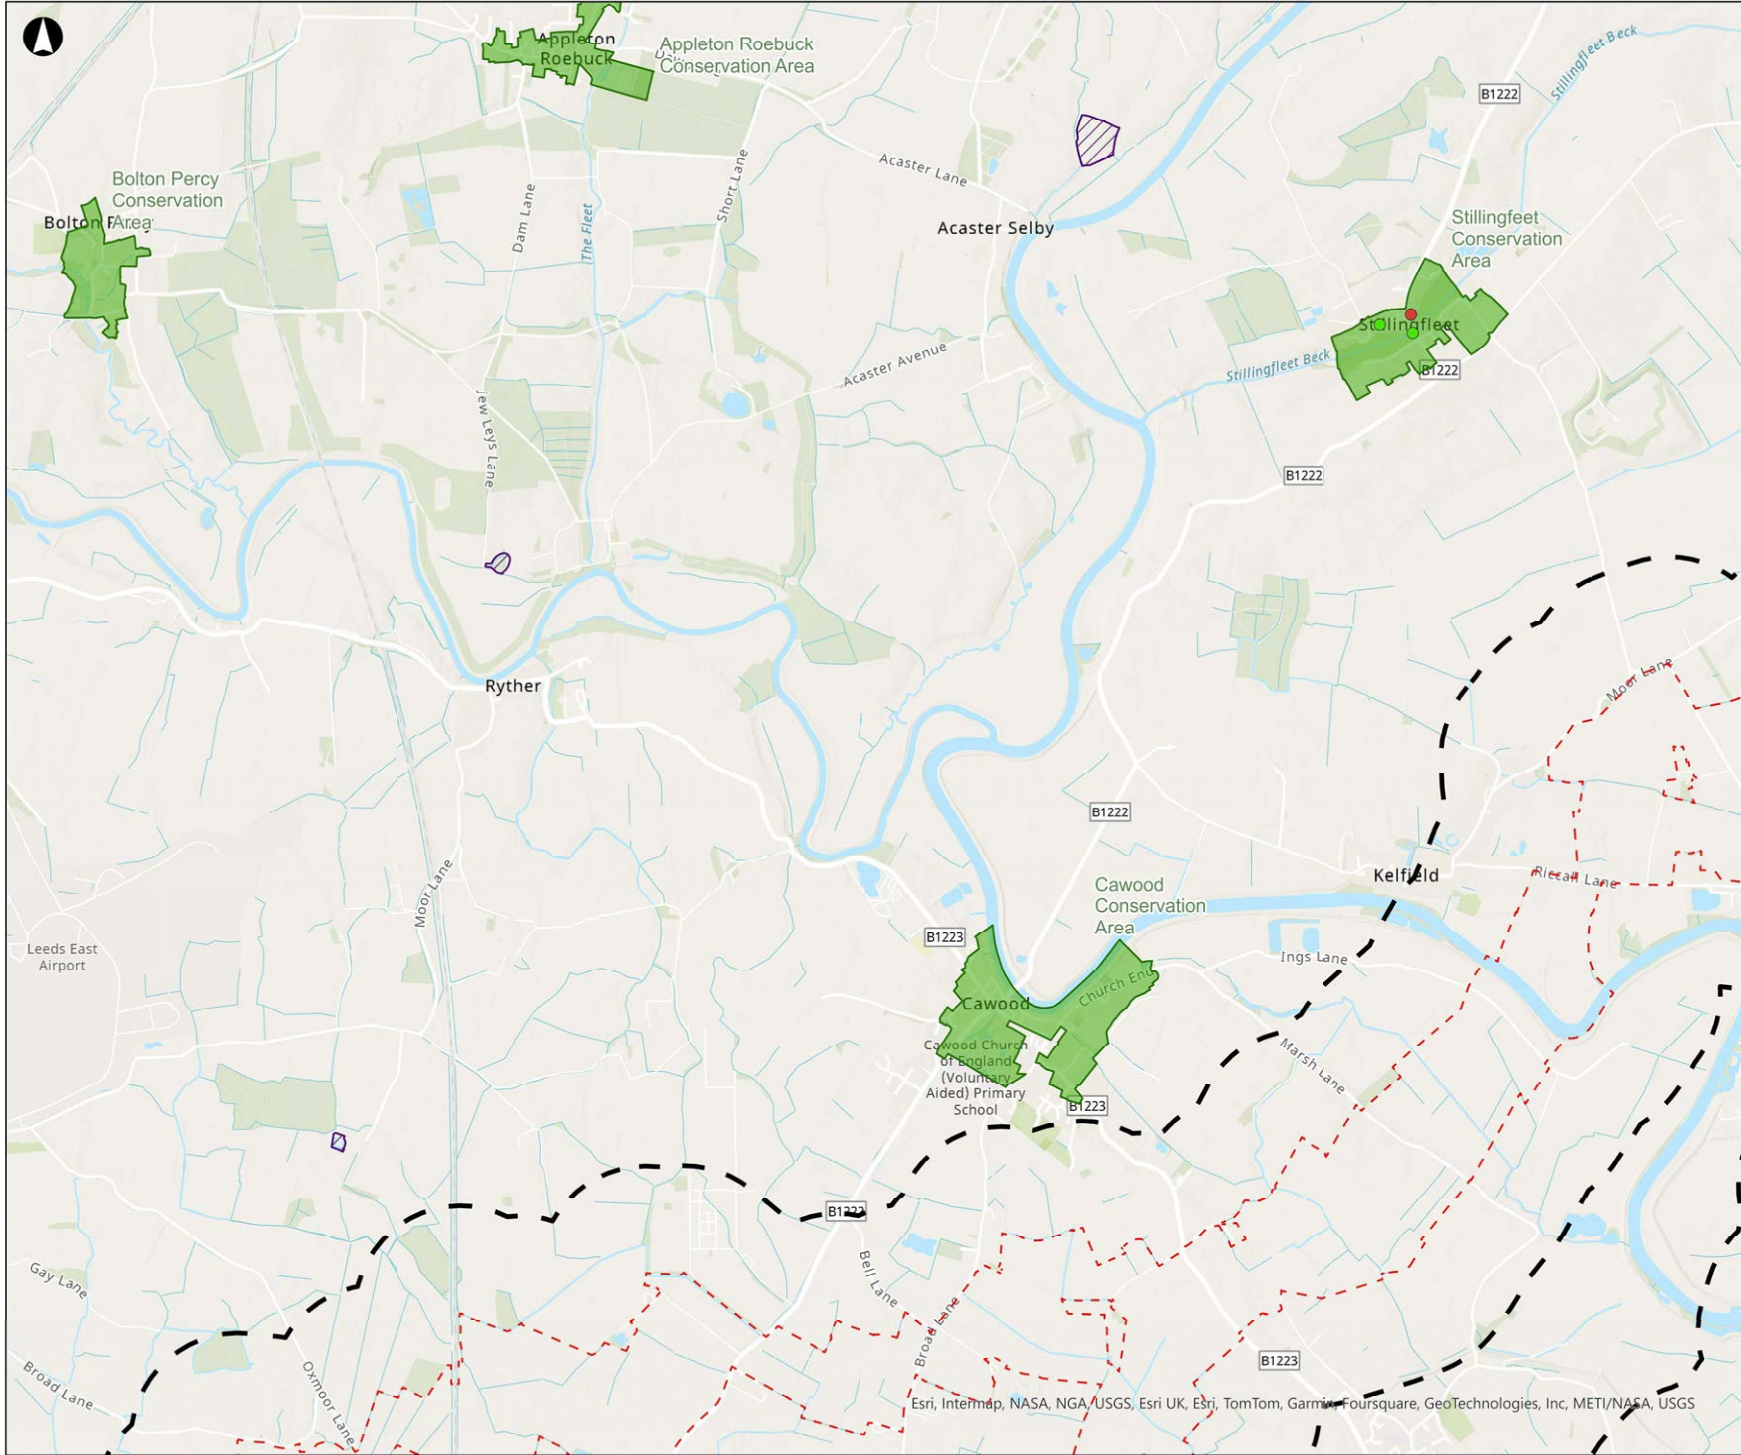 Appleton
Roebuck
Appleton Roebuck
Conservation Area
Stillingfleet Beck
B1222
Bolton Percy
Conservation
Area
Bolton
Dam Lane
The Fleet
Short Lane
Acaster Lane
Acaster Selby
Stillingfeet
Conservation
Area
Stillingfleet
Stillingfleet Beck
B1222
Acaster Avenue
Jew Leys Lane
B1222
Ryther
Moor Lane
B1222
Kelfield
Riccall Lane
Moor Lane
Cawood
Conservation
Area
B1223
Leeds East
Airport
Ings Lane
Church End
Cawood
Cawood Church
of England
(Voluntary
Aided) Primary
School
Marsh Lane
B1223
B1222
Bell Lane
Gay Lane
Broad Lane
Broad Lane
Oxmoor Lane
B1223
Esri, Intermap, NASA, NGA, USGS, Esri UK, Esri, TomTom, Garmin, Foursquare, GeoTechnologies, Inc, METI/NASA, USGS